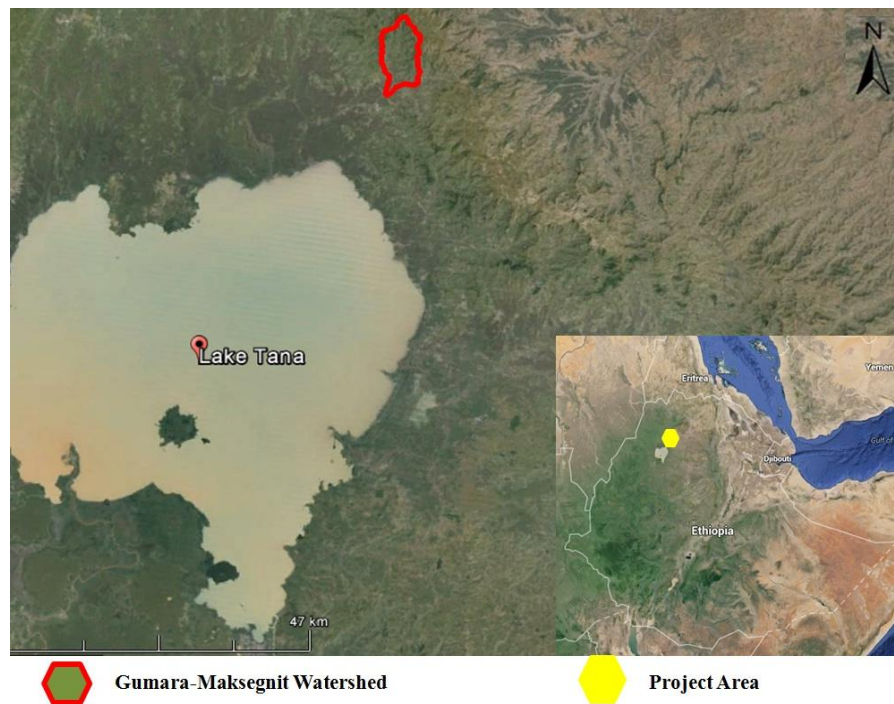 N
Lake Tana
47 km
Eritrea
Yemen
Gulf of
Djibouti
Ethiopia
Gumara-Maksegnit Watershed
Project Area